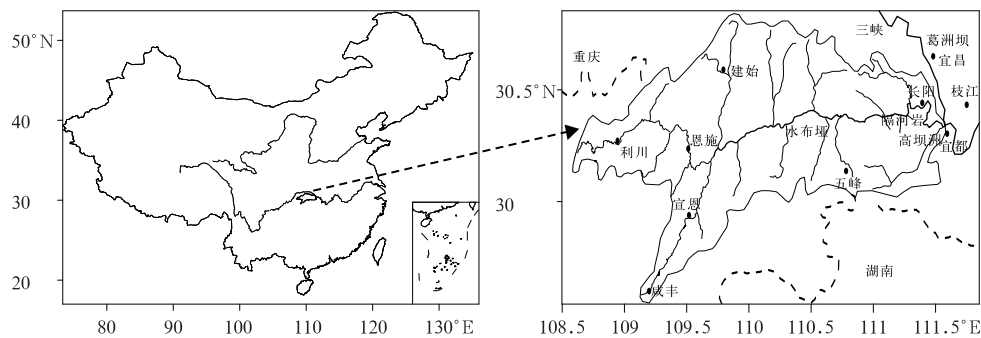 50°N
40
30
20
80
90
100
110
120
130°E
30.5°N
30
108.5
109
109.5
110
110.5
111
111.5°E
三峡
葛洲坝
宜昌
重庆
建始
长阳
枝江
隔河岩
水布垭
高坝洲
宜都
恩施
利川
五峰
宣恩
湖南
咸丰